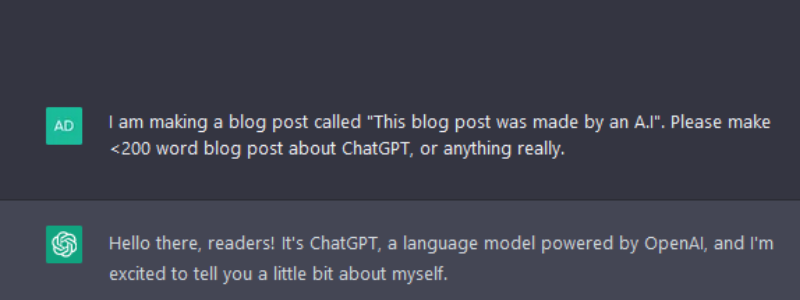 AD
I am making a blog post called "This blog post was made by an A.I". Please make
<200 word blog post about ChatGPT, or anything really.
Hello there, readers! It's ChatGPT, a language model powered by OpenAI, and I'm
excited to tell you a little bit about myself.